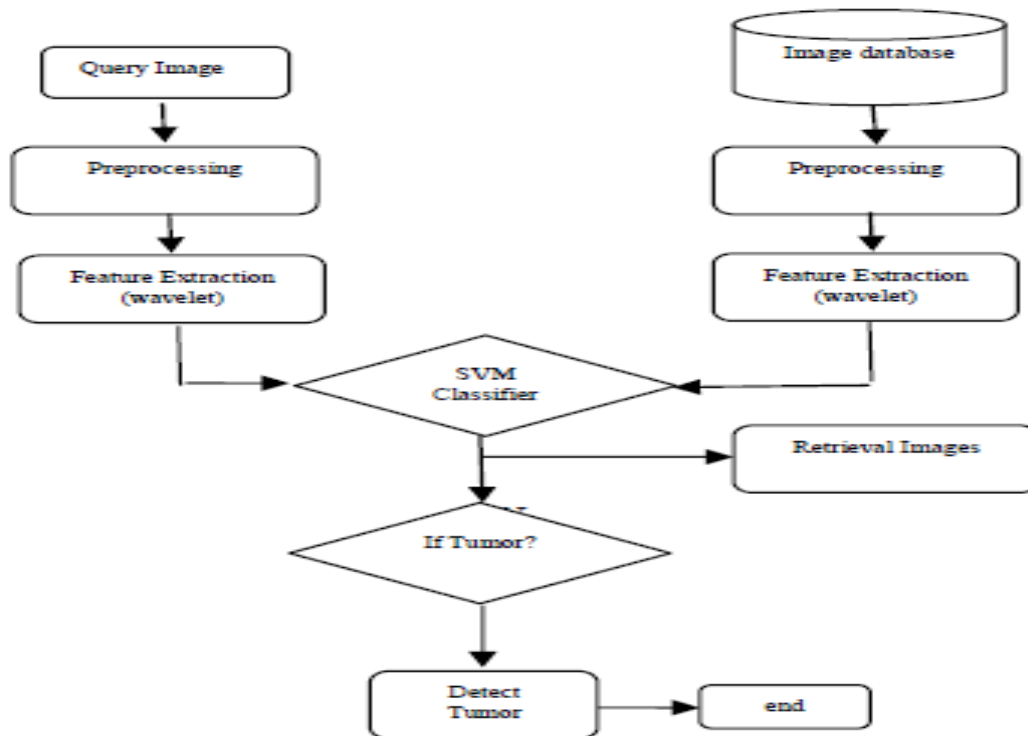 Query Image
Image database
Preprocessing
Preprocessing
Feature Extraction
(wavelet)
Feature Extraction
(wavelet)
SVM
Classifier
Retrieval Images
If Tumor?
Detect
Tumor
end